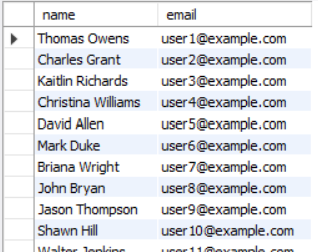 name email
Thomas Owens user1@example.com
Charles Grant user2@example.com
Kaitlin Richards user3@example.com
Christina Williams user4@example.com
David Allen user5@example.com
Mark Duke user6@example.com
Briana Wright user7@example.com
John Bryan user8@example.com
Jason Thompson user9@example.com
Shawn Hill user10@example.com
Walter Jenkins user11@example.com